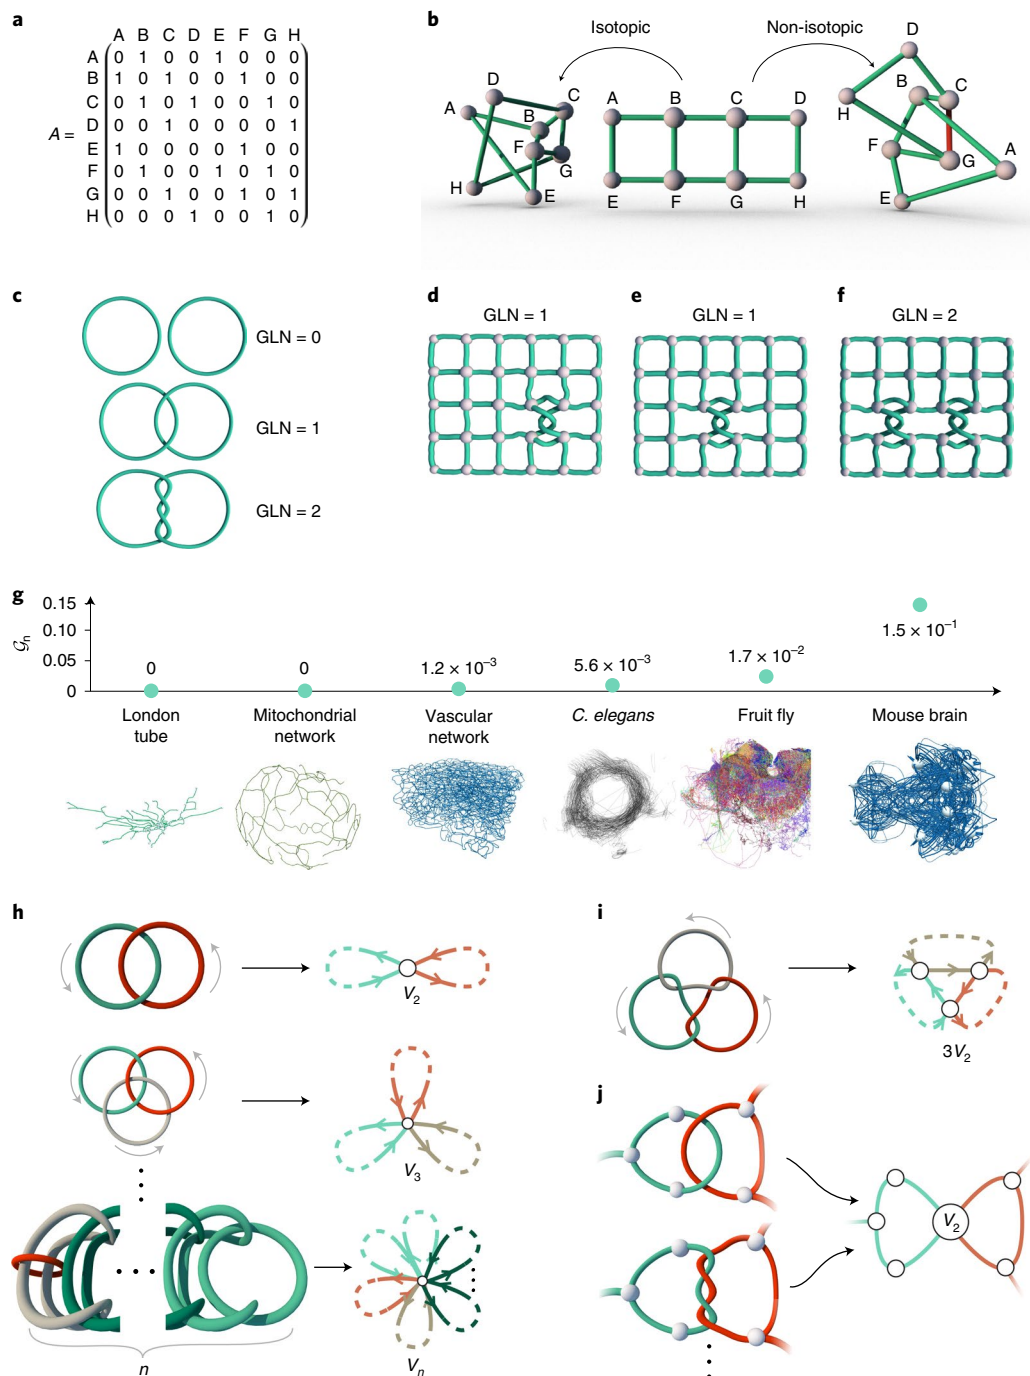 a
A B C D E F G H
A 0 1 0 0 1 0 0 0
B 1 0 1 0 0 1 0 0
C 0 1 0 1 0 0 1 0
A = D 0 0 1 0 0 0 0 1
E 1 0 0 0 0 1 0 0
F 0 1 0 0 1 0 1 0
G 0 0 1 0 0 1 0 1
H 0 0 0 1 0 0 1 0
b
Isotopic
Non-isotopic
D
A
B
C
F
G
H
E
A B C D
E F G H
D
B
C
H
F
G
A
E
c
GLN = 0
GLN = 1
GLN = 2
d
GLN = 1
e
GLN = 1
f
GLN = 2
g
𝒢n
0.15
0.10
0.05
0
0
0
1.2 × 10⁻³
5.6 × 10⁻³
1.7 × 10⁻²
1.5 × 10⁻¹
London
tube
Mitochondrial
network
Vascular
network
C. elegans
Fruit fly
Mouse brain
h
V₂
V₃
n
Vₙ
i
3V₂
j
V₂